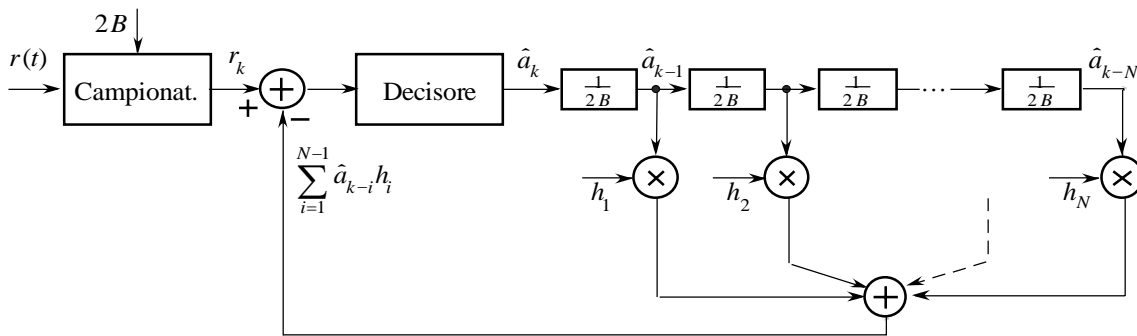 2B
r(t) Campionat. r_k + + − Decisore â_k 1/2B â_{k-1} 1/2B 1/2B ··· 1/2B â_{k-N}
N−1
∑ â_{k-i} h_i
i=1
h_1 × h_2 × h_N ×
+